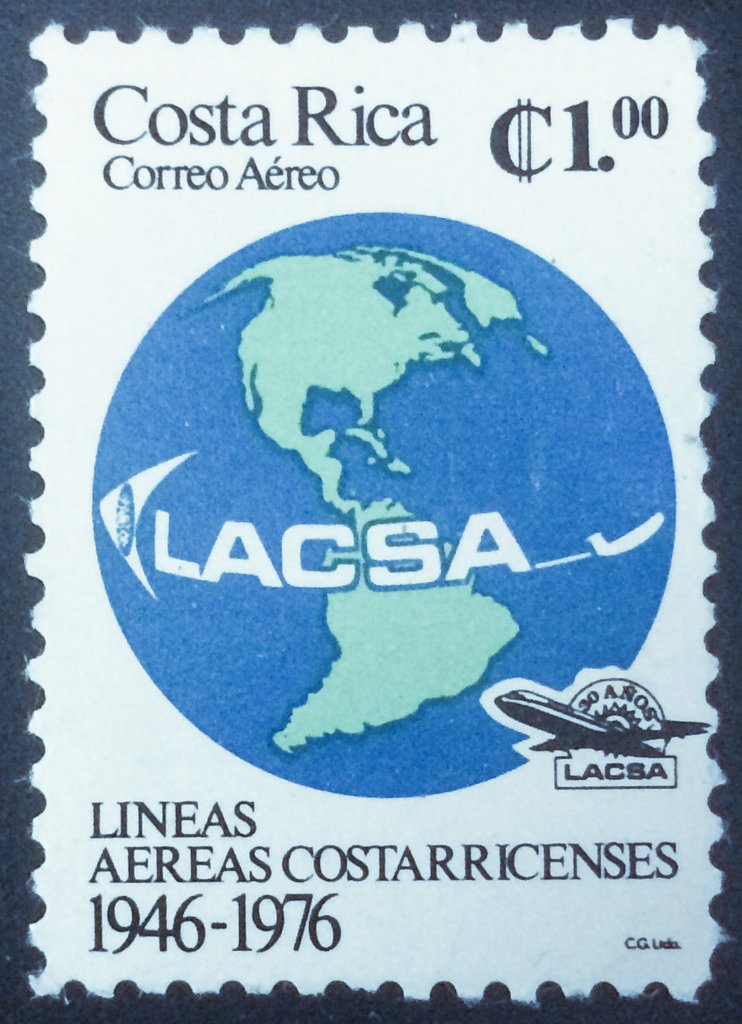 Costa Rica
₡1.00
Correo Aéreo
LACSA
30 AÑOS
LACSA
LINEAS
AEREAS COSTARRICENSES
1946-1976
C.G. Ltda.